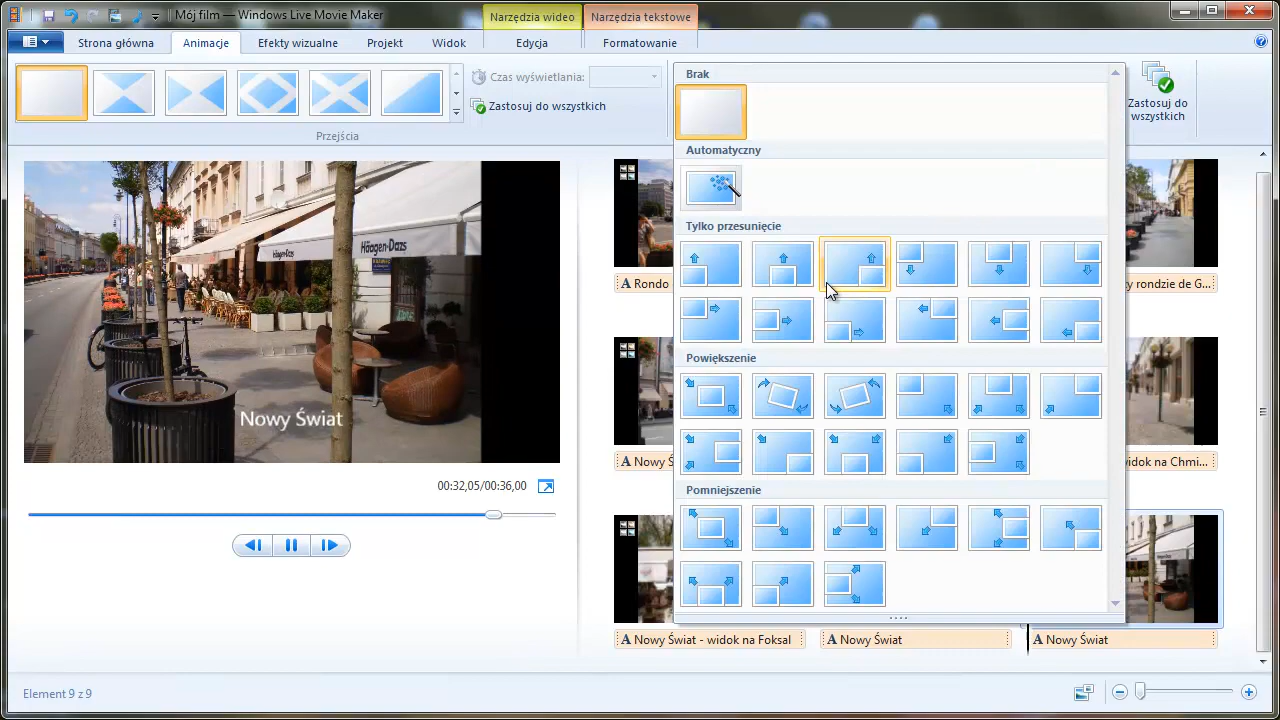 Mój film — Windows Live Movie Maker
Narzędzia wideo
Narzędzia tekstowe
Strona główna
Animacje
Efekty wizualne
Projekt
Widok
Edycja
Formatowanie
Czas wyświetlania:
Zastosuj do wszystkich
Przejścia
Brak
Automatyczny
Tylko przesunięcie
Powiększenie
Pomniejszenie
Zastosuj do
wszystkich
Häagen-Dazs
Häagen-Dazs
Nowy Świat
00:32,05/00:36,00
A Rondo
y rondzie de G...
A Nowy Ś
idok na Chmi...
A Nowy Świat - widok na Foksal
A Nowy Świat
A Nowy Świat
Element 9 z 9